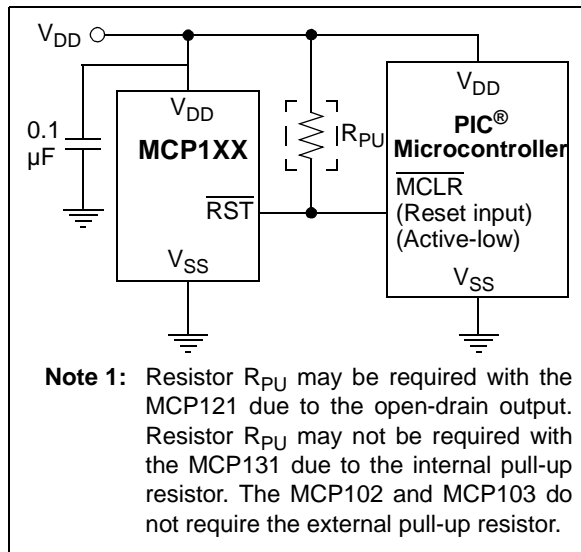 VDD
VDD
VDD
0.1
µF
MCP1XX
RPU
PIC®
Microcontroller
RST
MCLR
(Reset input)
(Active-low)
VSS
VSS
Note 1: Resistor RPU may be required with the
MCP121 due to the open-drain output.
Resistor RPU may not be required with
the MCP131 due to the internal pull-up
resistor. The MCP102 and MCP103 do
not require the external pull-up resistor.